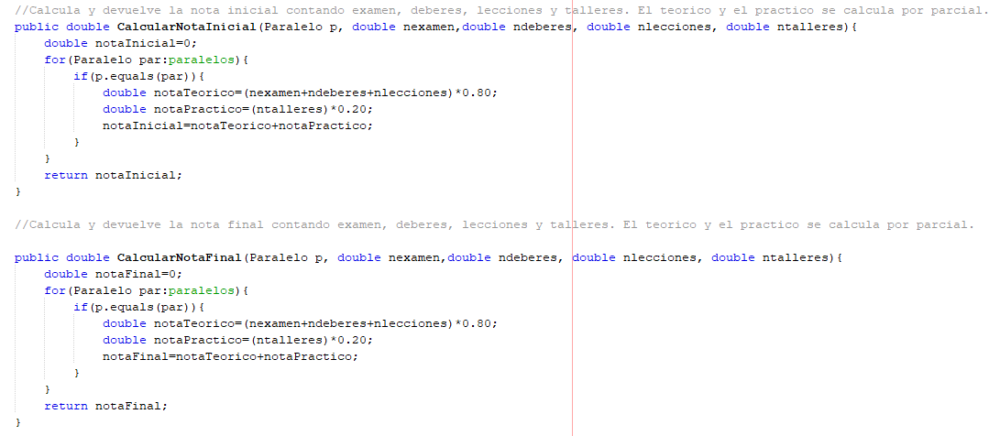 //Calcula y devuelve la nota inicial contando examen, deberes, lecciones y talleres. El teorico y el practico se calcula por parcial.
public double CalcularNotaInicial(Paralelo p, double nexamen,double ndeberes, double nlecciones, double ntalleres){
    double notaInicial=0;
    for(Paralelo par:paralelos){
        if(p.equals(par)){
            double notaTeorico=(nexamen+ndeberes+nlecciones)*0.80;
            double notaPractico=(ntalleres)*0.20;
            notaInicial=notaTeorico+notaPractico;
        }
    }
    return notaInicial;
}
//Calcula y devuelve la nota final contando examen, deberes, lecciones y talleres. El teorico y el practico se calcula por parcial.
public double CalcularNotaFinal(Paralelo p, double nexamen,double ndeberes, double nlecciones, double ntalleres){
    double notaFinal=0;
    for(Paralelo par:paralelos){
        if(p.equals(par)){
            double notaTeorico=(nexamen+ndeberes+nlecciones)*0.80;
            double notaPractico=(ntalleres)*0.20;
            notaFinal=notaTeorico+notaPractico;
        }
    }
    return notaFinal;
}